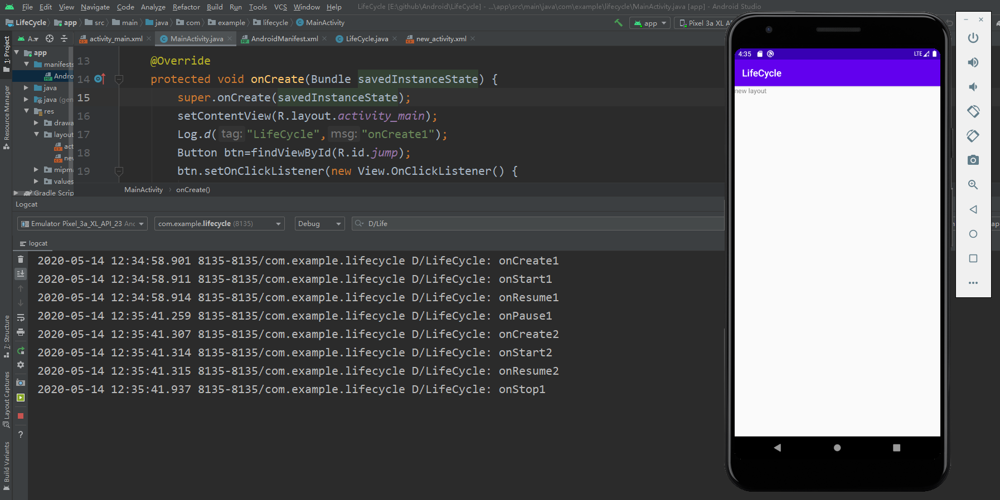 File Edit View Navigate Code Analyze Refactor Build Run Tools VCS Window Help LifeCycle [E:\github\Android\LifeCycle] - ...\app\src\main\java\com\example\lifecycle\MainActivity.java [app] - Android Studio
LifeCycle app src main java com example lifecycle MainActivity app Pixel 3a XL AP
A.. activity_main.xml MainActivity.java AndroidManifest.xml LifeCycle.java new_activity.xml
1: Project
Resource Manager
7: Structure
Layout Captures
Build Variants
app
manifests
Andro
java
java (gen
res
drawa
layout
act
nev
mipma
values
Gradle Scrip
13 @Override
14 protected void onCreate(Bundle savedInstanceState) {
15 super.onCreate(savedInstanceState);
16 setContentView(R.layout.activity_main);
17 Log.d( tag: "LifeCycle", msg: "onCreate1");
18 Button btn=findViewById(R.id.jump);
19 btn.setOnClickListener(new View.OnClickListener() {
MainActivity onCreate()
Logcat
Emulator Pixel_3a_XL_API_23 And com.example.lifecycle (8135) Debug D/Life
logcat
2020-05-14 12:34:58.901 8135-8135/com.example.lifecycle D/LifeCycle: onCreate1
2020-05-14 12:34:58.911 8135-8135/com.example.lifecycle D/LifeCycle: onStart1
2020-05-14 12:34:58.914 8135-8135/com.example.lifecycle D/LifeCycle: onResume1
2020-05-14 12:35:41.259 8135-8135/com.example.lifecycle D/LifeCycle: onPause1
2020-05-14 12:35:41.307 8135-8135/com.example.lifecycle D/LifeCycle: onCreate2
2020-05-14 12:35:41.314 8135-8135/com.example.lifecycle D/LifeCycle: onStart2
2020-05-14 12:35:41.315 8135-8135/com.example.lifecycle D/LifeCycle: onResume2
2020-05-14 12:35:41.937 8135-8135/com.example.lifecycle D/LifeCycle: onStop1
?
4:35 LTE
LifeCycle
new layout
ap